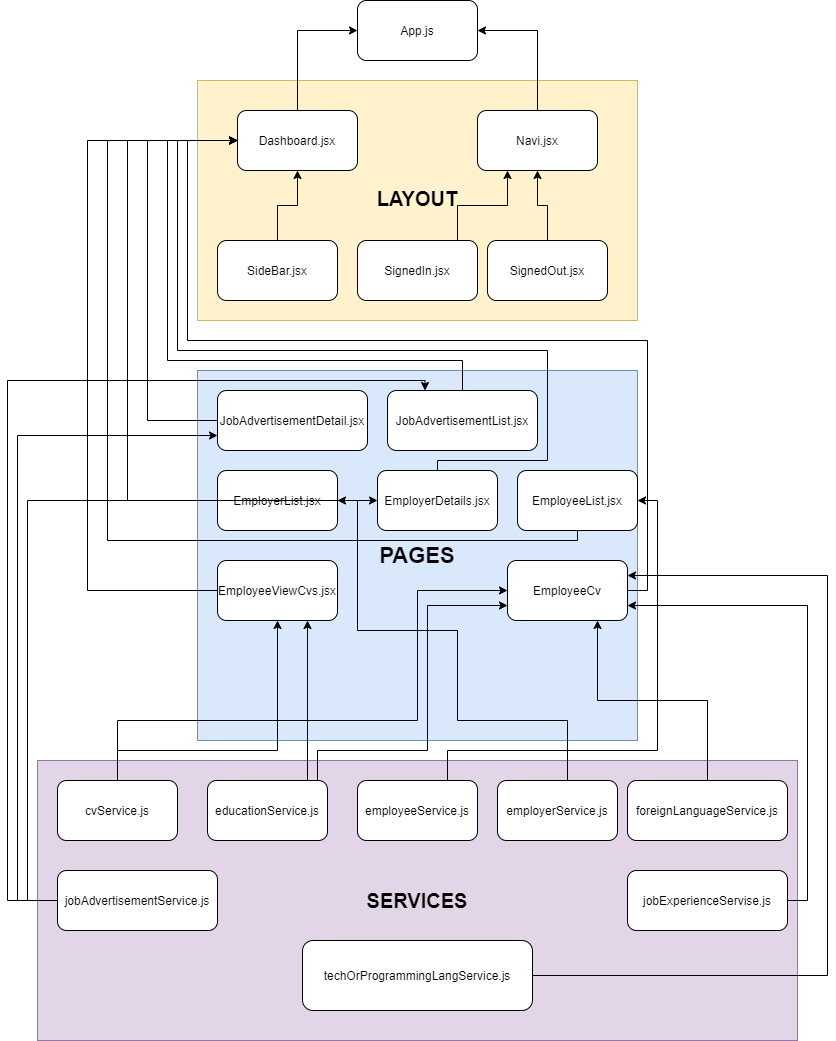 App.js
Dashboard.jsx
Navi.jsx
LAYOUT
SideBar.jsx
SignedIn.jsx
SignedOut.jsx
JobAdvertisementDetail.jsx
JobAdvertisementList.jsx
EmployerList.jsx
EmployerDetails.jsx
EmployeeList.jsx
PAGES
EmployeeViewCvs.jsx
EmployeeCv
cvService.js
educationService.js
employeeService.js
employerService.js
foreignLanguageService.js
jobAdvertisementService.js
SERVICES
jobExperienceServise.js
techOrProgrammingLangService.js